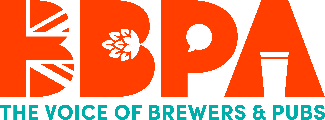 BBPA
THE VOICE OF BREWERS & PUBS